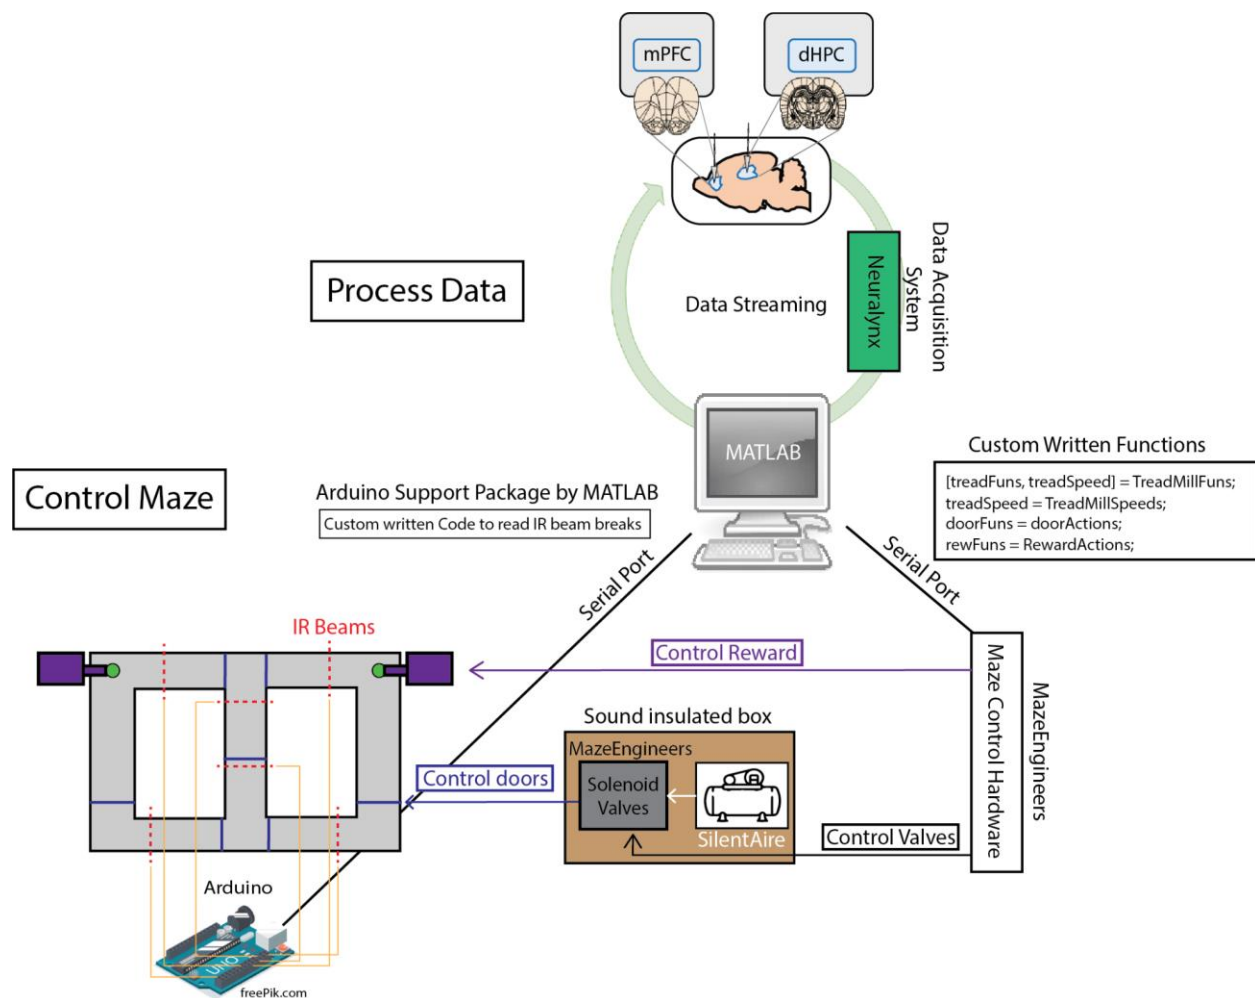 mPFC
dHPC
Process Data
Data Streaming
Neuralynx
Data Acquisition
System
MATLAB
Custom Written Functions
[treadFuns, treadSpeed] = TreadMillFuns;
treadSpeed = TreadMillSpeeds;
doorFuns = doorActions;
rewFuns = RewardActions;
Control Maze
Arduino Support Package by MATLAB
Custom written Code to read IR beam breaks
Serial Port
Serial Port
IR Beams
Control Reward
Maze Control Hardware
MazeEngineers
Sound insulated box
MazeEngineers
Control doors
Solenoid
Valves
SilentAire
Control Valves
Arduino
UNO
freePik.com